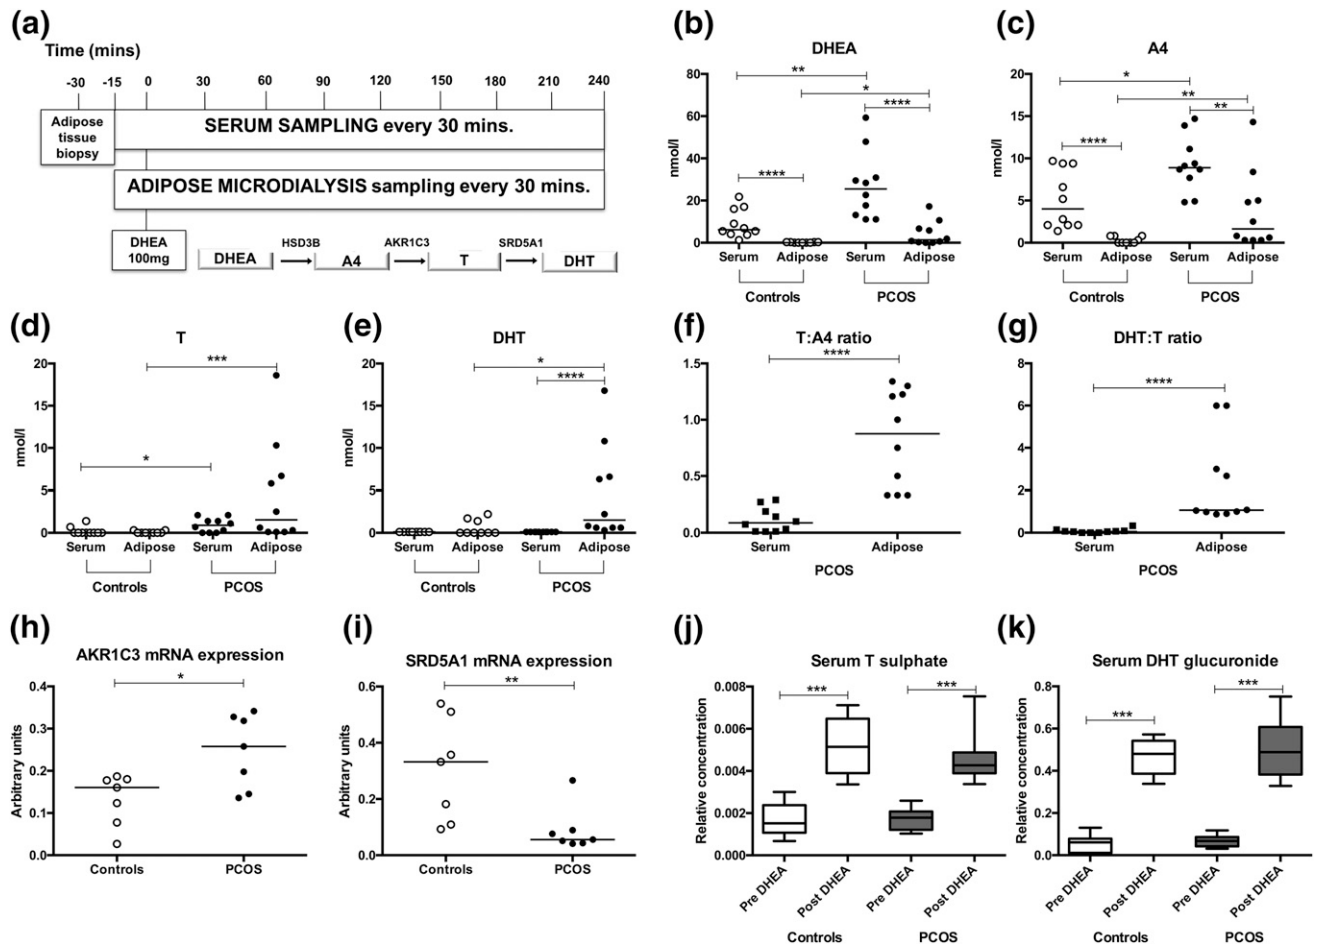 (a)
Time (mins)
-30 -15 0 30 60 90 120 150 180 210 240
Adipose
tissue
biopsy
SERUM SAMPLING every 30 mins.
ADIPOSE MICRODIALYSIS sampling every 30 mins.
DHEA
100mg
HSD3B AKR1C3 SRD5A1
DHEA A4 T DHT
(b)
DHEA
nmol/l
80
60
40
20
0
**
*
****
****
Serum Adipose Serum Adipose
Controls PCOS
(c)
A4
nmol/l
20
15
10
5
0
*
**
**
****
Serum Adipose Serum Adipose
Controls PCOS
(d)
T
nmol/l
20
15
10
5
0
***
*
Serum Adipose Serum Adipose
Controls PCOS
(e)
DHT
nmol/l
20
15
10
5
0
*
****
Serum Adipose Serum Adipose
Controls PCOS
(f)
T:A4 ratio
1.5
1.0
0.5
0.0
****
Serum Adipose
PCOS
(g)
DHT:T ratio
8
6
4
2
0
****
Serum Adipose
PCOS
(h)
AKR1C3 mRNA expression
Arbitrary units
0.4
0.3
0.2
0.1
0.0
*
Controls PCOS
(i)
SRD5A1 mRNA expression
Arbitrary units
0.6
0.4
0.2
0.0
**
Controls PCOS
(j)
Serum T sulphate
Relative concentration
0.008
0.006
0.004
0.002
0.000
***
***
Pre DHEA Post DHEA Pre DHEA Post DHEA
Controls PCOS
(k)
Serum DHT glucuronide
Relative concentration
0.8
0.6
0.4
0.2
0.0
***
***
Pre DHEA Post DHEA Pre DHEA Post DHEA
Controls PCOS